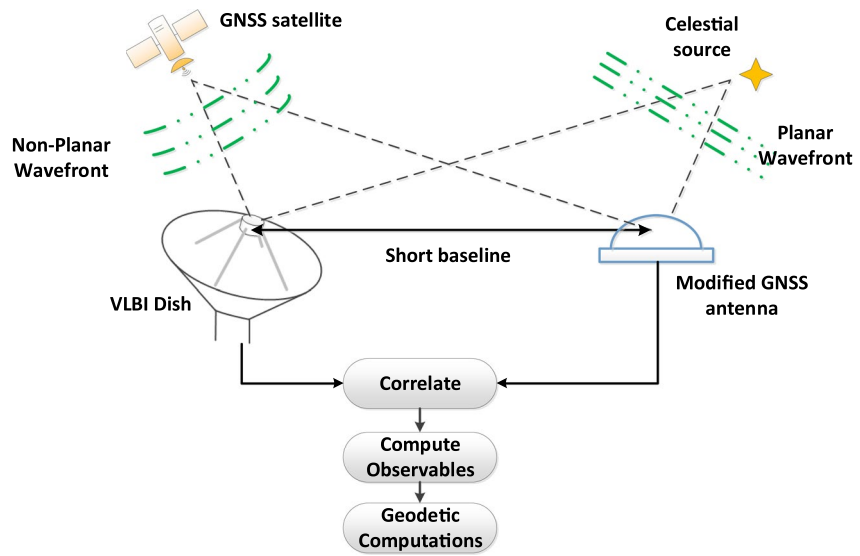 GNSS satellite
Celestial
source
Non-Planar
Wavefront
Planar
Wavefront
Short baseline
VLBI Dish
Modified GNSS
antenna
Correlate
Compute
Observables
Geodetic
Computations